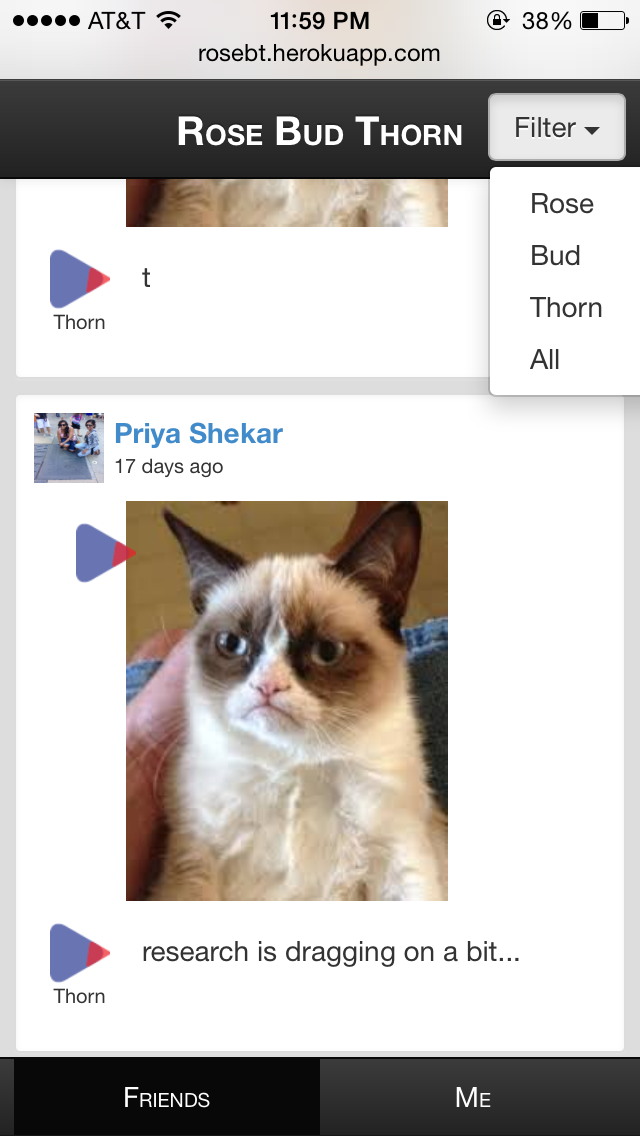 AT&T 11:59 PM 38%
rosebt.herokuapp.com
Rose Bud Thorn Filter
Rose
Bud
Thorn
All
t
Thorn
Priya Shekar
17 days ago
research is dragging on a bit...
Thorn
Friends Me